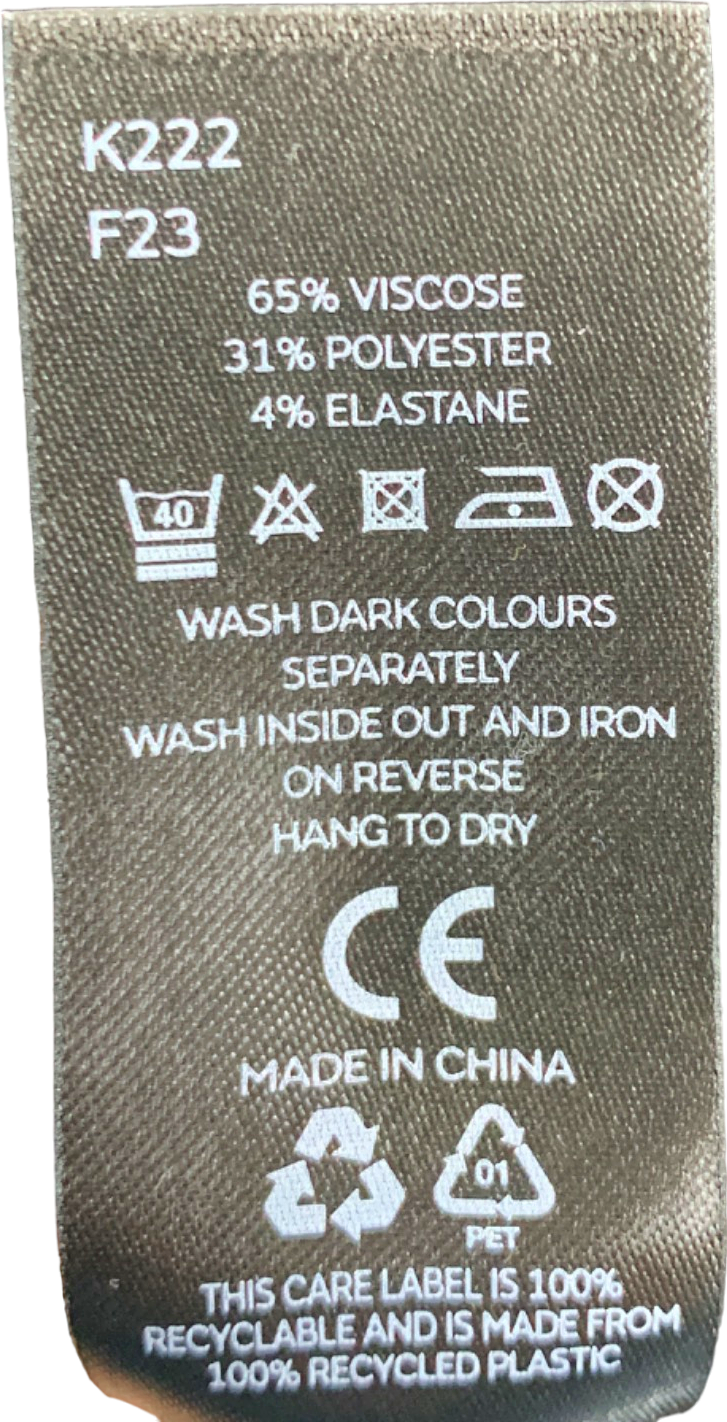 K222
F23
65% VISCOSE
31% POLYESTER
4% ELASTANE
40
WASH DARK COLOURS
SEPARATELY
WASH INSIDE OUT AND IRON
ON REVERSE
HANG TO DRY
CE
MADE IN CHINA
01
PET
THIS CARE LABEL IS 100%
RECYCLABLE AND IS MADE FROM
100% RECYCLED PLASTIC